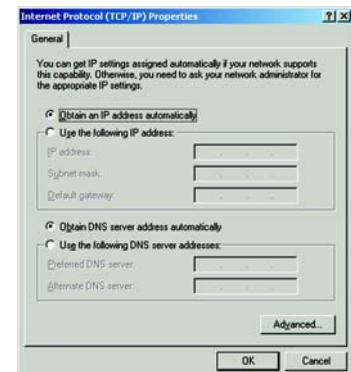 Internet Protocol (TCP/IP) Properties
General
You can get IP settings assigned automatically if your network supports
this capability. Otherwise, you need to ask your network administrator for
the appropriate IP settings.
Obtain an IP address automatically
Use the following IP address:
IP address:
Subnet mask:
Default gateway:
Obtain DNS server address automatically
Use the following DNS server addresses:
Preferred DNS server:
Alternate DNS server:
Advanced...
OK
Cancel